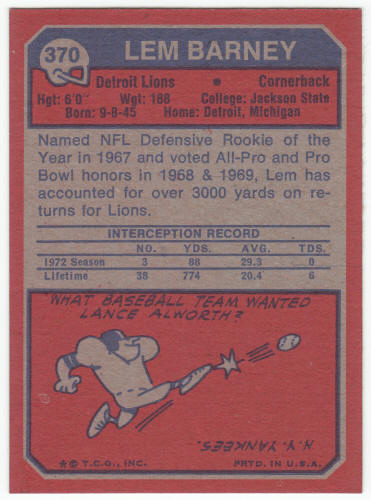 370 LEM BARNEY
Detroit Lions • Cornerback
Hgt: 6'0" Wgt: 188 College: Jackson State
Born: 9-8-45 Home: Detroit, Michigan
Named NFL Defensive Rookie of the
Year in 1967 and voted All-Pro and Pro
Bowl honors in 1968 & 1969, Lem has
accounted for over 3000 yards on re-
turns for Lions.
INTERCEPTION RECORD
NO. YDS. AVG. TDS.
1972 Season 3 88 29.3 0
Lifetime 38 774 20.4 6
WHAT BASEBALL TEAM WANTED
LANCE ALWORTH?
N.Y. YANKEES.
* © T.C.G., INC. PRTD. IN U.S.A.